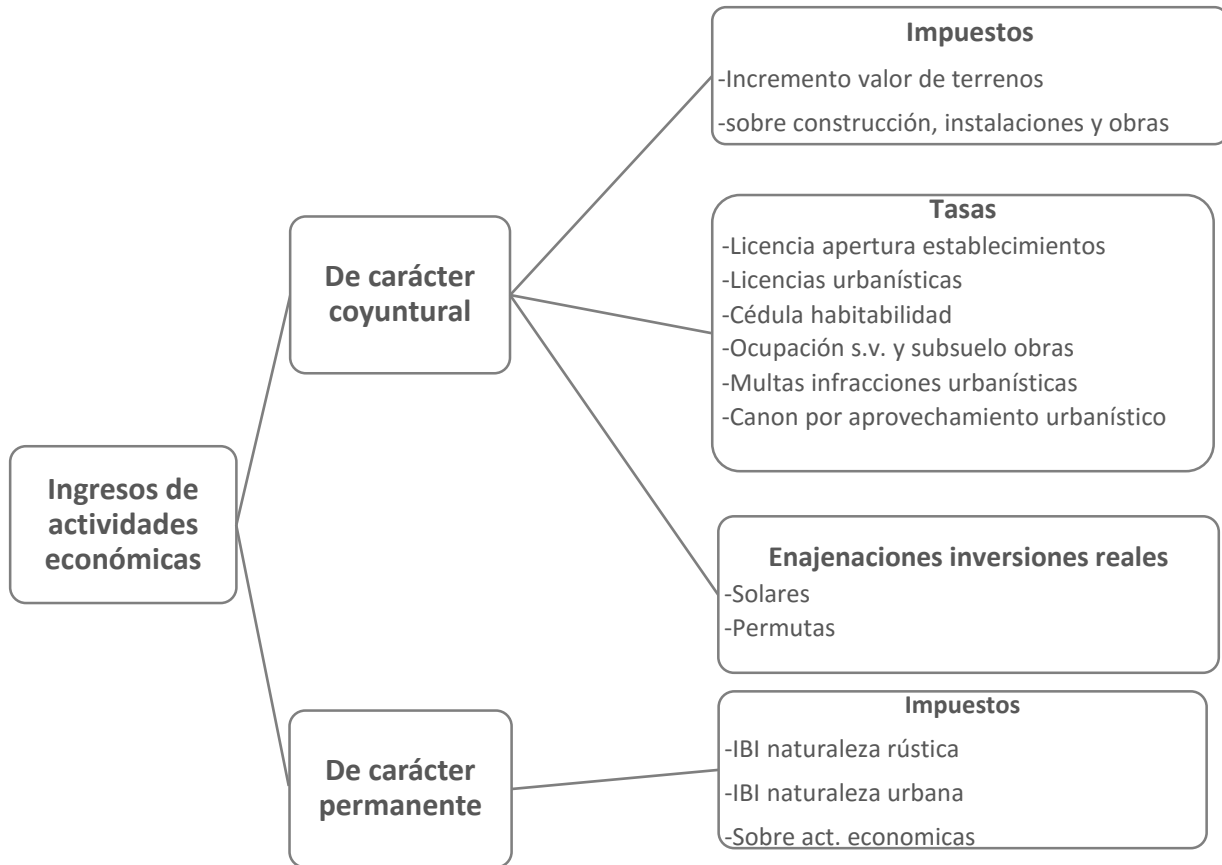 Ingresos de
actividades
económicas
De carácter
coyuntural
Impuestos
-Incremento valor de terrenos
-sobre construcción, instalaciones y obras
Tasas
-Licencia apertura establecimientos
-Licencias urbanísticas
-Cédula habitabilidad
-Ocupación s.v. y subsuelo obras
-Multas infracciones urbanísticas
-Canon por aprovechamiento urbanístico
Enajenaciones inversiones reales
-Solares
-Permutas
De carácter
permanente
Impuestos
-IBI naturaleza rústica
-IBI naturaleza urbana
-Sobre act. economicas